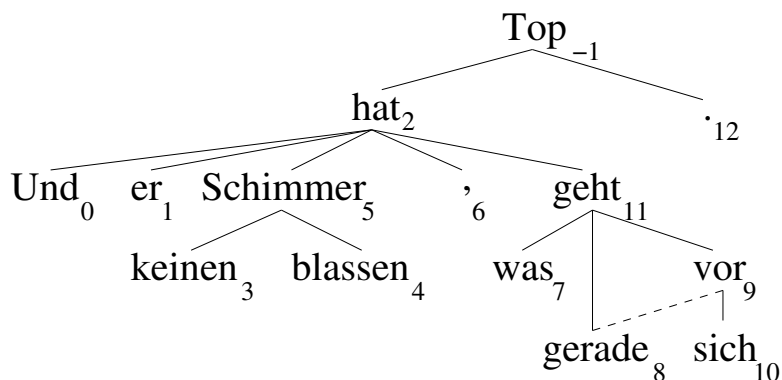 Top₋₁
hat₂ .₁₂
Und₀ er₁ Schimmer₅ ,₆ geht₁₁
keinen₃ blassen₄ was₇ vor₉
gerade₈ sich₁₀